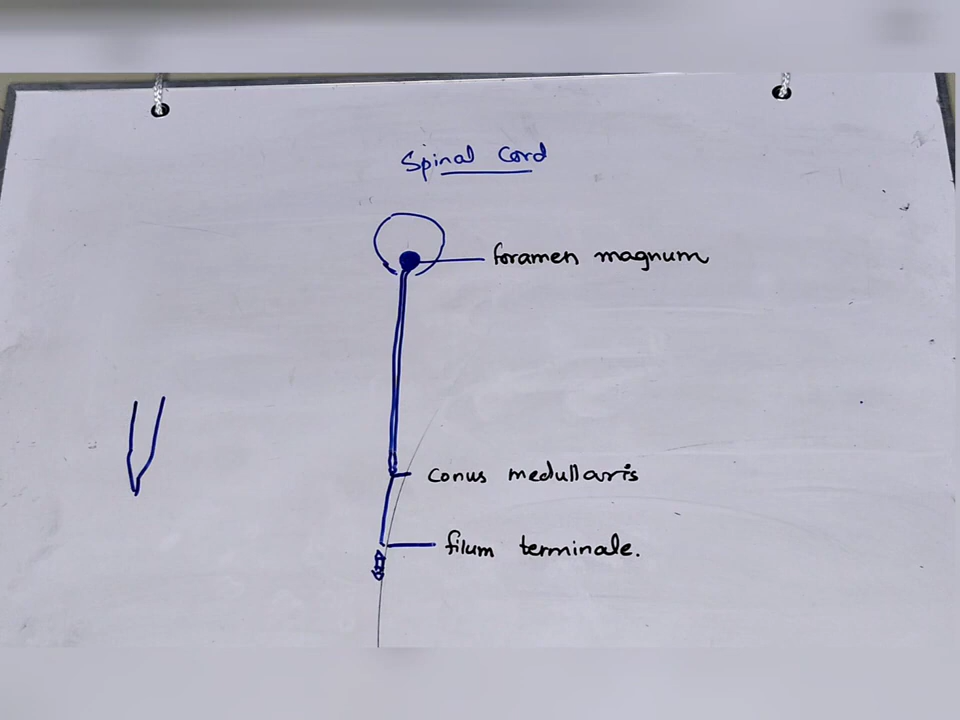 Spinal Cord
foramen magnum
conus medullaris
filum terminale.